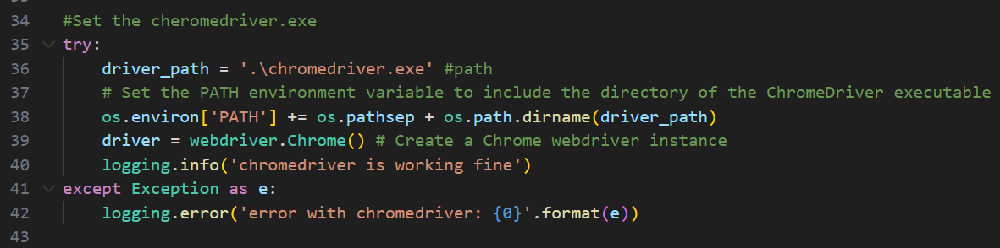 34 #Set the cheromedriver.exe
35 try:
36     driver_path = '.\chromedriver.exe' #path
37     # Set the PATH environment variable to include the directory of the ChromeDriver executable
38     os.environ['PATH'] += os.pathsep + os.path.dirname(driver_path)
39     driver = webdriver.Chrome() # Create a Chrome webdriver instance
40     logging.info('chromedriver is working fine')
41 except Exception as e:
42     logging.error('error with chromedriver: {0}'.format(e))
43